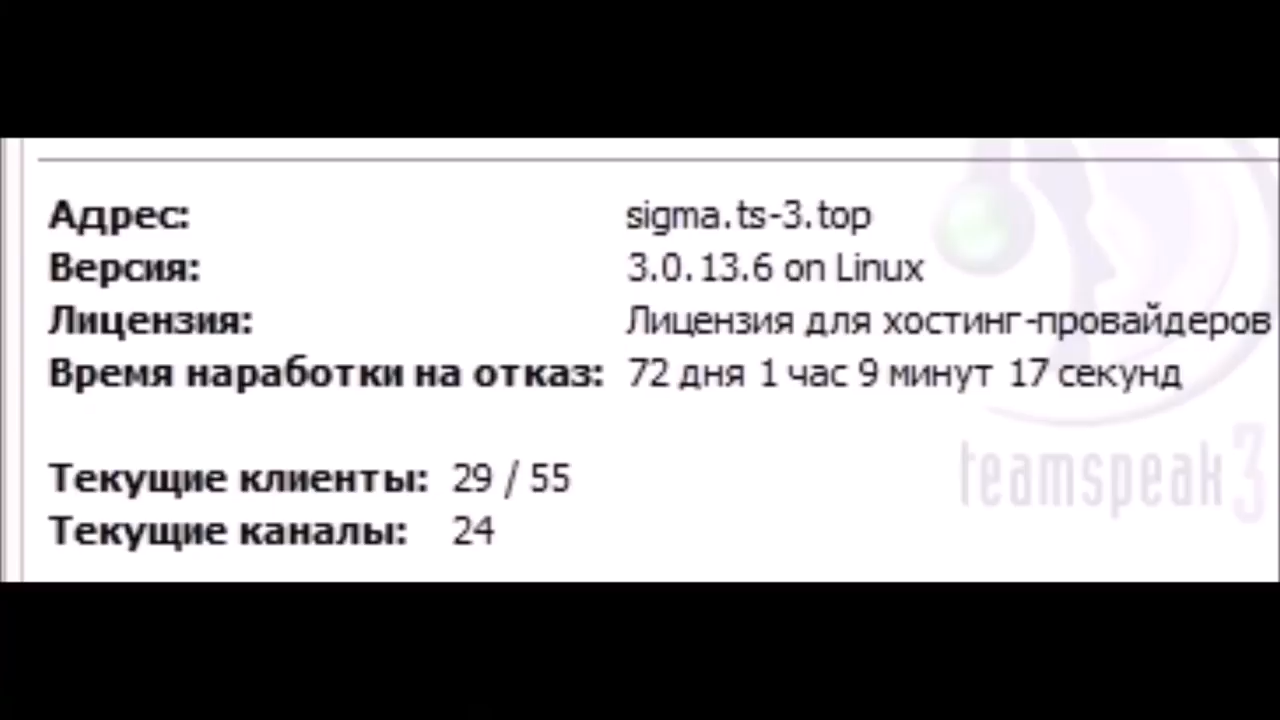 Адрес: sigma.ts-3.top
Версия: 3.0.13.6 on Linux
Лицензия: Лицензия для хостинг-провайдеров
Время наработки на отказ: 72 дня 1 час 9 минут 17 секунд
Текущие клиенты: 29 / 55
Текущие каналы: 24
teamspeak 3